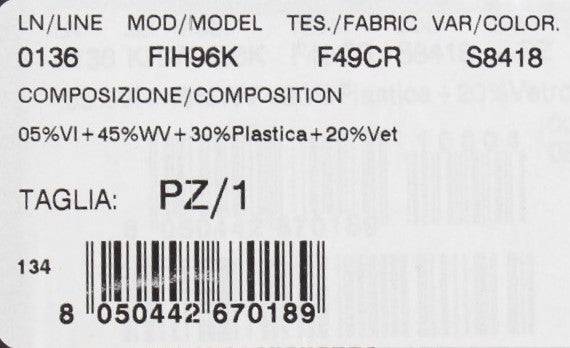 LN/LINE MOD/MODEL TES./FABRIC VAR/COLOR.
0136 FIH96K F49CR S8418
COMPOSIZIONE/COMPOSITION
05%VI+45%WV+30%Plastica+20%Vet
TAGLIA: PZ/1
134
8 050442 670189